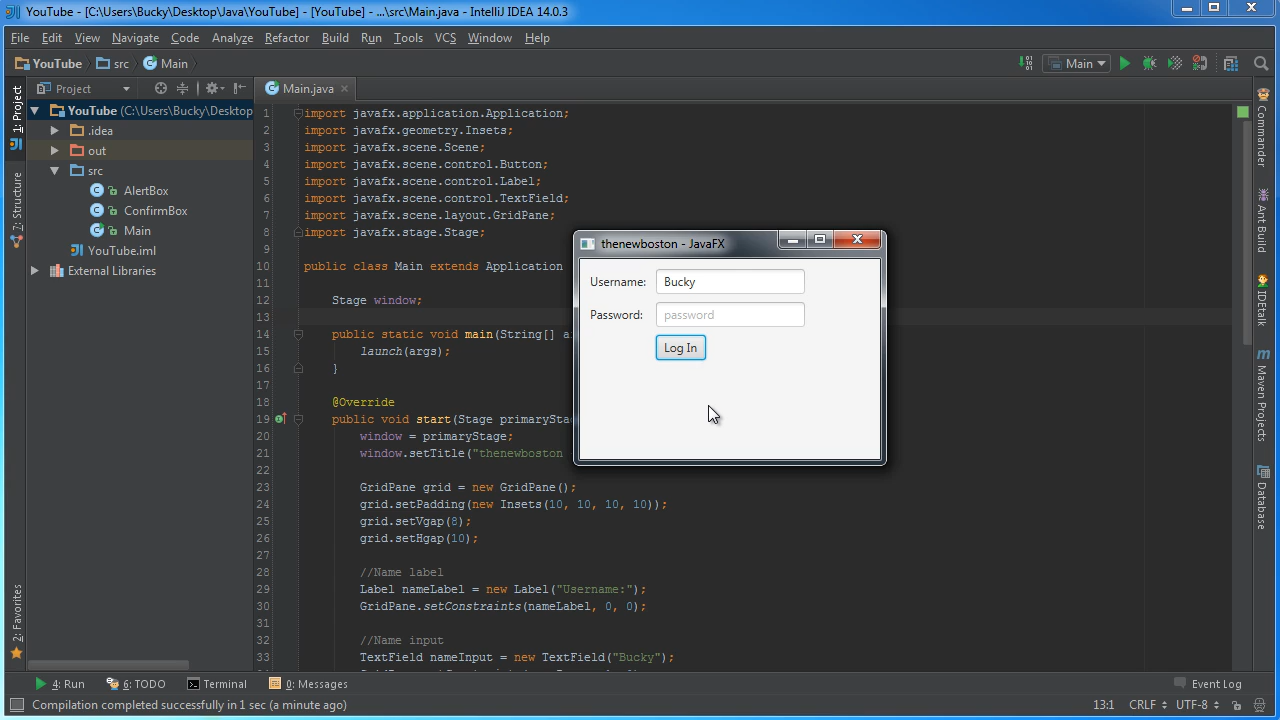 YouTube - [C:\Users\Bucky\Desktop\Java\YouTube] - [YouTube] - ...\src\Main.java - IntelliJ IDEA 14.0.3
File Edit View Navigate Code Analyze Refactor Build Run Tools VCS Window Help
YouTube src Main
Main
Project
Main.java
1: Project
7: Structure
2: Favorites
YouTube (C:\Users\Bucky\Desktop
.idea
out
src
AlertBox
ConfirmBox
Main
YouTube.iml
External Libraries
1 import javafx.application.Application;
2 import javafx.geometry.Insets;
3 import javafx.scene.Scene;
4 import javafx.scene.control.Button;
5 import javafx.scene.control.Label;
6 import javafx.scene.control.TextField;
7 import javafx.scene.layout.GridPane;
8 import javafx.stage.Stage;
9
10 public class Main extends Application
11
12 Stage window;
13
14 public static void main(String[] a
15 launch(args);
16 }
17
18 @Override
19 public void start(Stage primarySta
20 window = primaryStage;
21 window.setTitle("thenewboston
22
23 GridPane grid = new GridPane();
24 grid.setPadding(new Insets(10, 10, 10, 10));
25 grid.setVgap(8);
26 grid.setHgap(10);
27
28 //Name label
29 Label nameLabel = new Label("Username:");
30 GridPane.setConstraints(nameLabel, 0, 0);
31
32 //Name input
33 TextField nameInput = new TextField("Bucky");
thenewboston - JavaFX
Username: Bucky
Password: password
Log In
Commander
Ant Build
IDEtalk
Maven Projects
Database
4: Run 6: TODO Terminal 0: Messages Event Log
Compilation completed successfully in 1 sec (a minute ago) 13:1 CRLF UTF-8